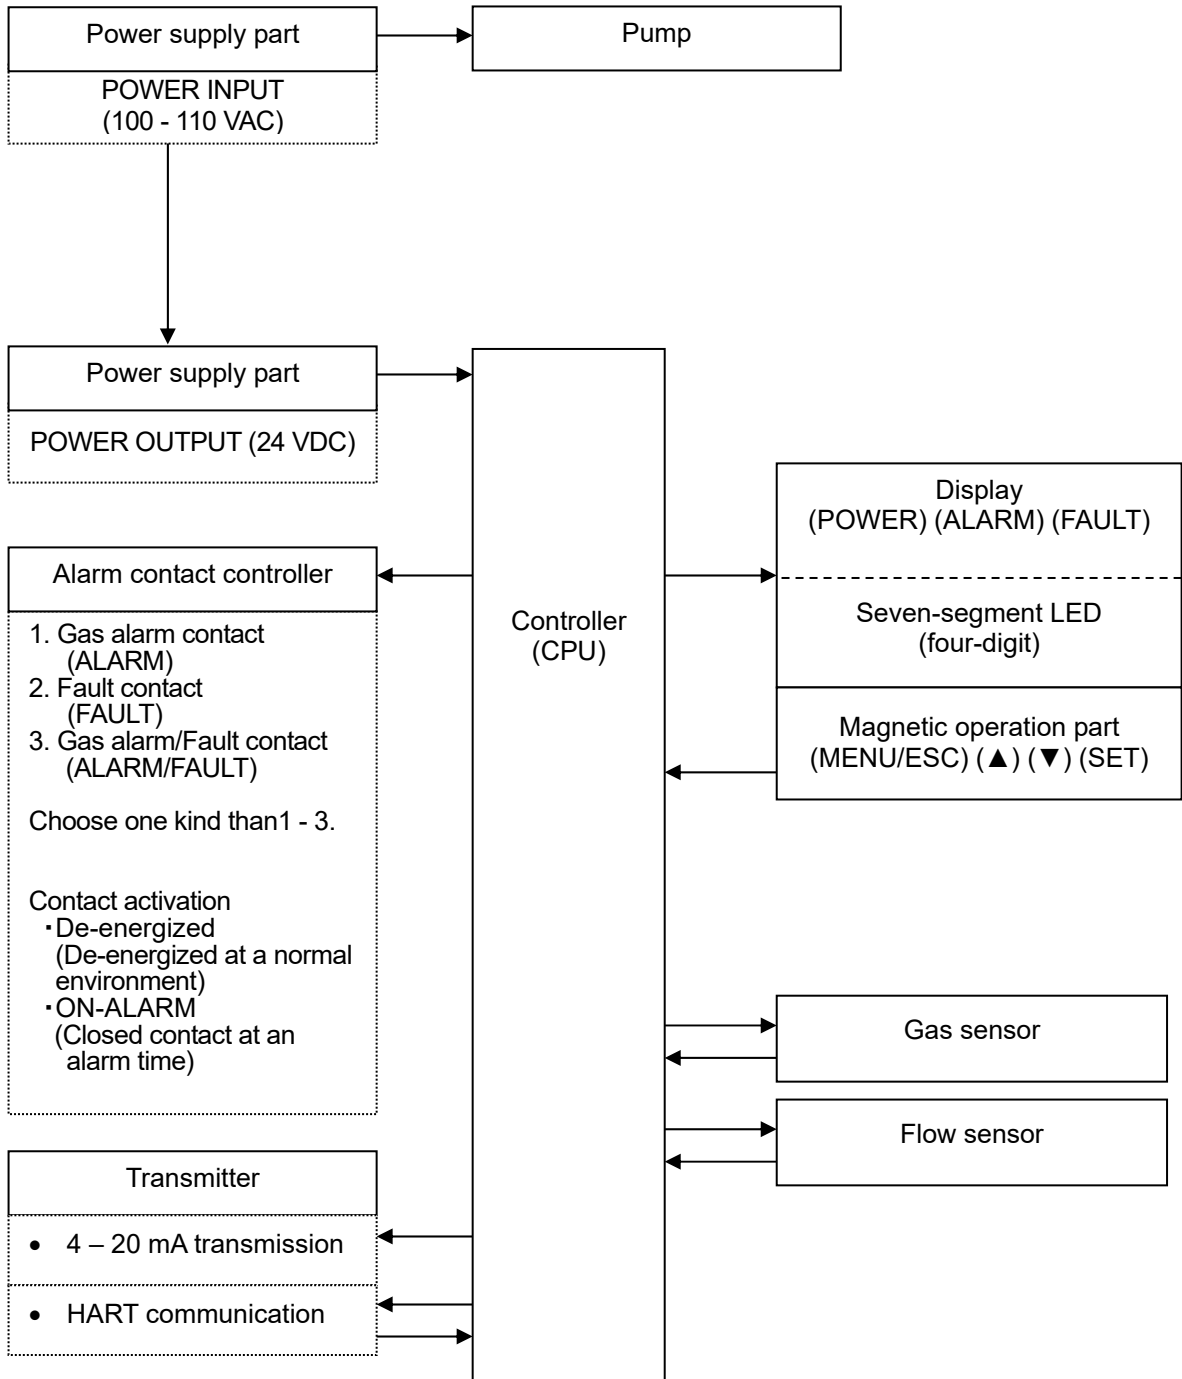 Power supply part
POWER INPUT
(100 - 110 VAC)
Pump
Power supply part
POWER OUTPUT (24 VDC)
Alarm contact controller
1. Gas alarm contact
(ALARM)
2. Fault contact
(FAULT)
3. Gas alarm/Fault contact
(ALARM/FAULT)
Choose one kind than1 - 3.
Contact activation
・De-energized
(De-energized at a normal
environment)
・ON-ALARM
(Closed contact at an
alarm time)
Transmitter
• 4 – 20 mA transmission
• HART communication
Controller
(CPU)
Display
(POWER) (ALARM) (FAULT)
Seven-segment LED
(four-digit)
Magnetic operation part
(MENU/ESC) (▲) (▼) (SET)
Gas sensor
Flow sensor